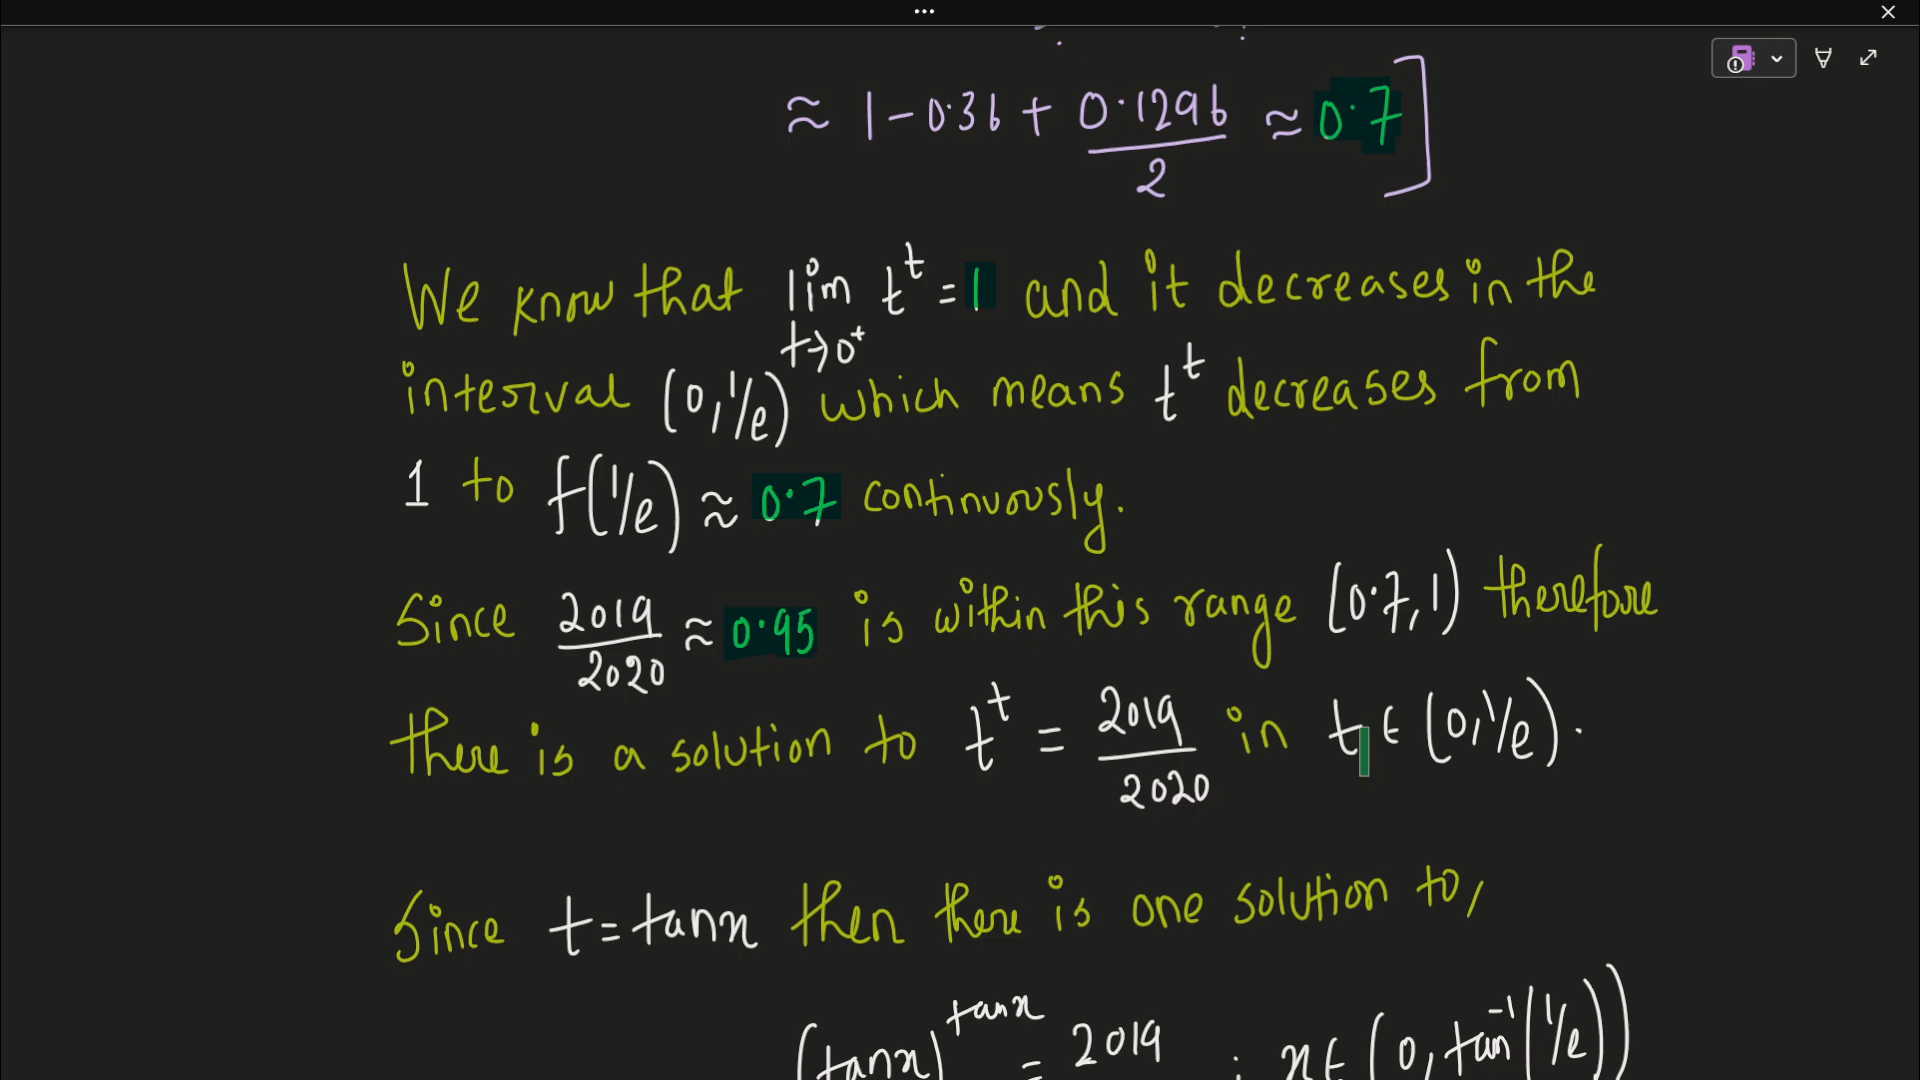 ≈ 1 - 0.36 + 0.1296/2 ≈ 0.7]
We know that lim t→0⁺ t^t = 1 and it decreases in the
interval (0, 1/e) which means t^t decreases from
1 to f(1/e) ≈ 0.7 continuously.
Since 2019/2020 ≈ 0.95 is within this range (0.7, 1) therefore
there is a solution to t^t = 2019/2020 in t ∈ (0, 1/e).
Since t = tanx then there is one solution to,
(tanx)^tanx = 2019 ; x ∈ (0, tan⁻¹(1/e))